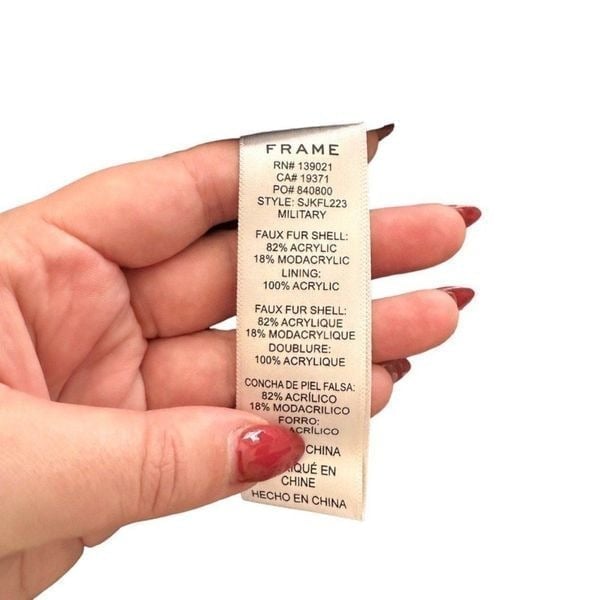 FRAME
RN# 139021
CA# 19371
PO# 840800
STYLE: SJKFL223
MILITARY
FAUX FUR SHELL:
82% ACRYLIC
18% MODACRYLIC
LINING:
100% ACRYLIC
FAUX FUR SHELL:
82% ACRYLIQUE
18% MODACRYLIQUE
DOUBLURE:
100% ACRYLIQUE
CONCHA DE PIEL FALSA:
82% ACRÍLICO
18% MODACRILICO
FORRO:
ACRÍLICO
CHINA
EN
CHINE
HECHO EN CHINA